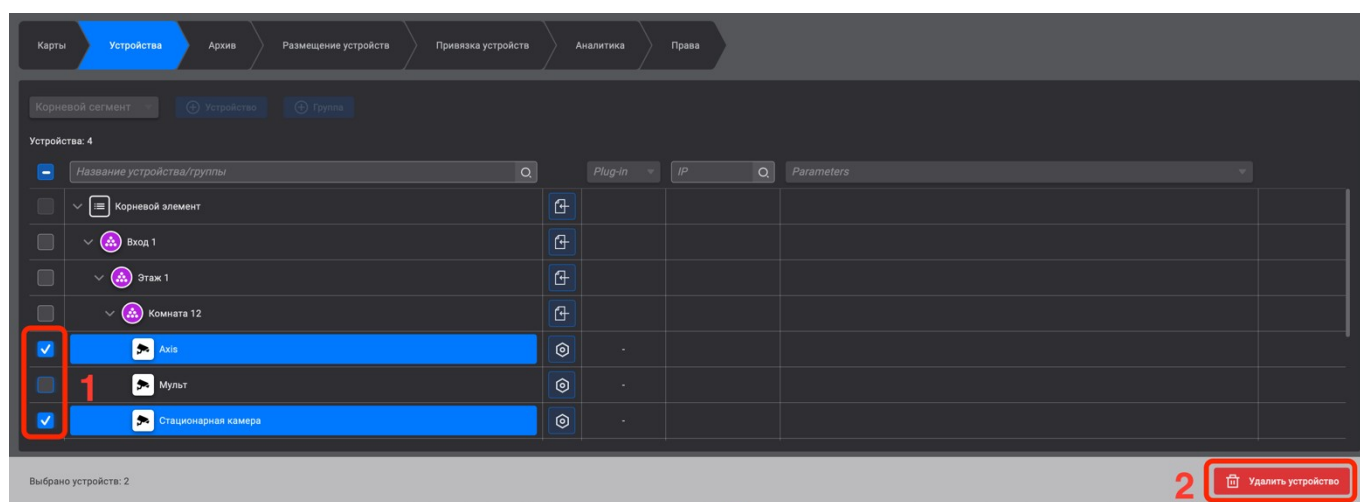 Карты Устройства Архив Размещение устройств Привязка устройств Аналитика Права
Корневой сегмент Устройство Группа
Устройства: 4
Название устройства/группы Plug-in IP Parameters
Корневой элемент
Вход 1
Этаж 1
Комната 12
Axis -
1 Мульт -
Стационарная камера -
Выбрано устройств: 2 2 Удалить устройство